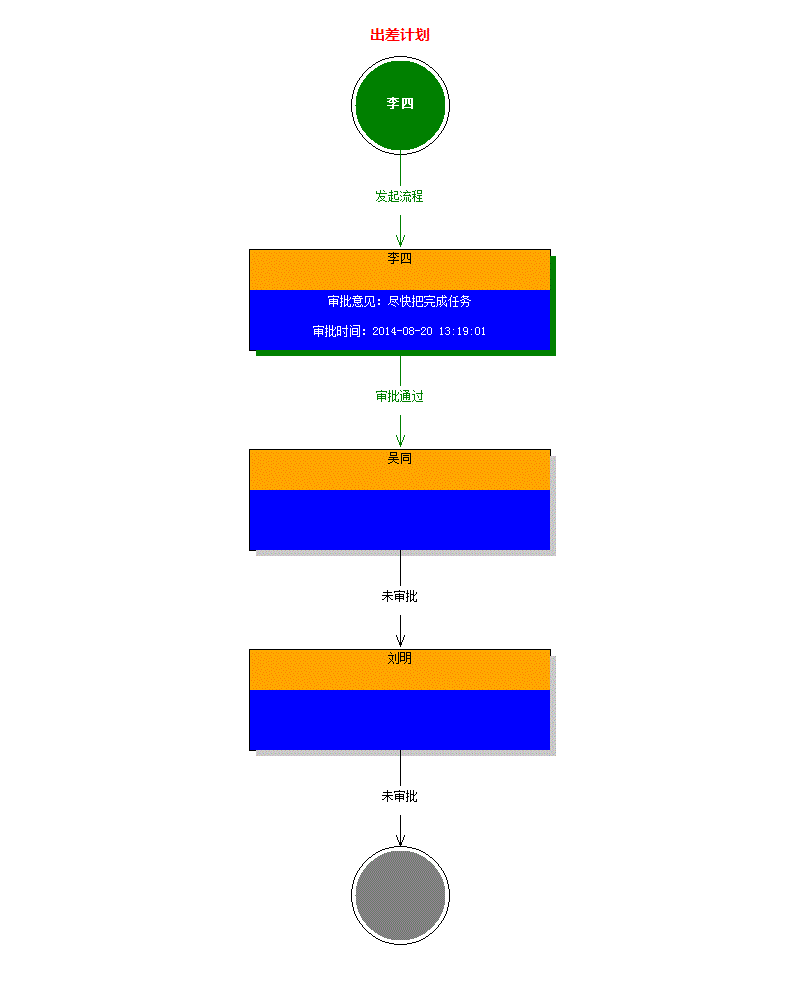 出差计划
李四
发起流程
李四
审批意见：尽快把完成任务
审批时间：2014-08-20 13:19:01
审批通过
吴同
未审批
刘明
未审批